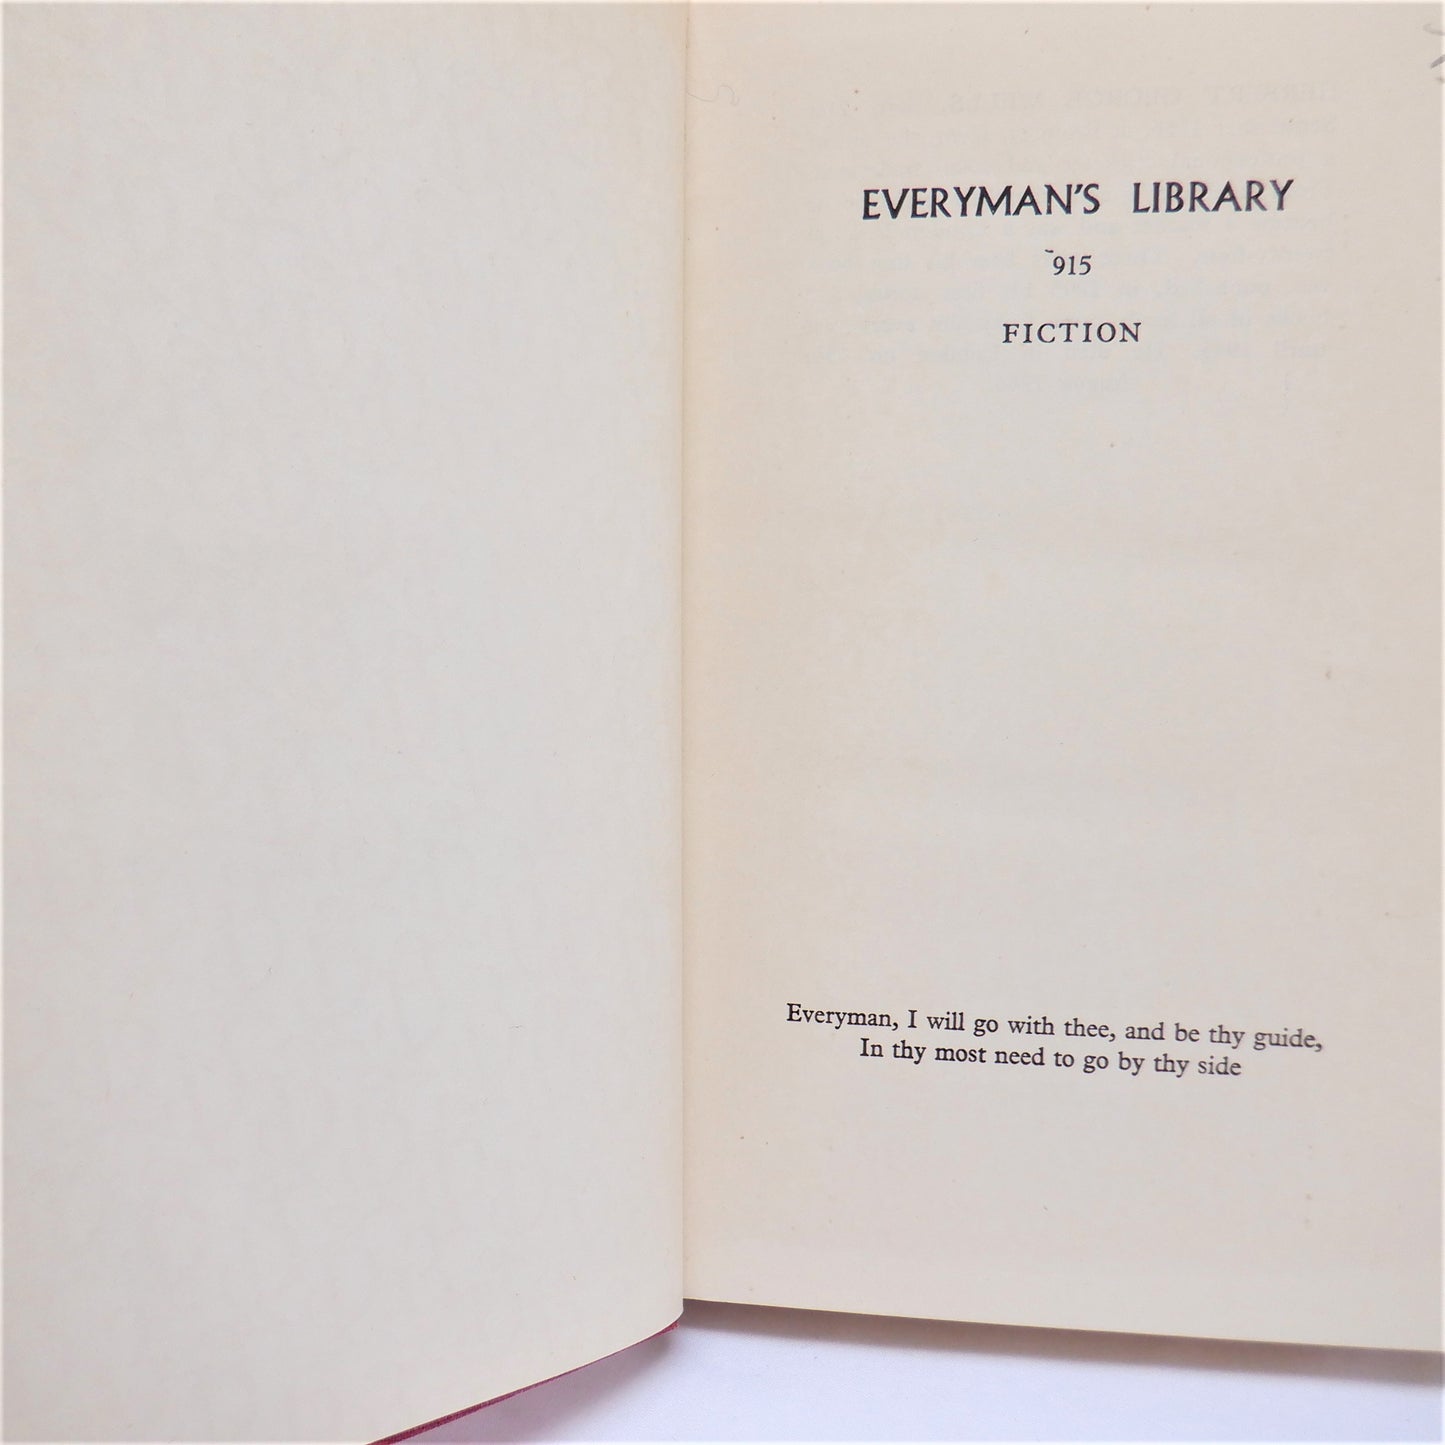 EVERYMAN'S LIBRARY
915
FICTION
Everyman, I will go with thee, and be thy guide,
In thy most need to go by thy side